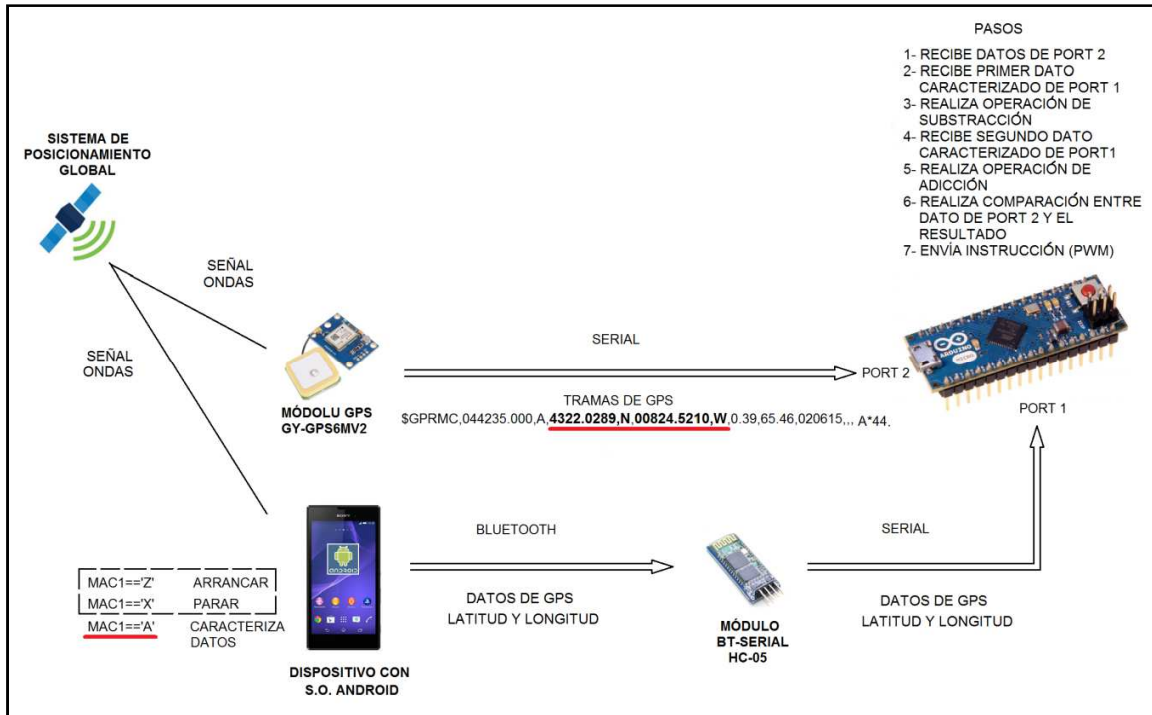 PASOS
1- RECIBE DATOS DE PORT 2
2- RECIBE PRIMER DATO
CARACTERIZADO DE PORT 1
3- REALIZA OPERACIÓN DE
SUBSTRACCIÓN
4- RECIBE SEGUNDO DATO
CARACTERIZADO DE PORT1
5- REALIZA OPERACIÓN DE
ADICCIÓN
6- REALIZA COMPARACIÓN ENTRE
DATO DE PORT 2 Y EL
RESULTADO
7- ENVÍA INSTRUCCIÓN (PWM)
SISTEMA DE
POSICIONAMIENTO
GLOBAL
SEÑAL
ONDAS
SEÑAL
ONDAS
MÓDOLU GPS
GY-GPS6MV2
SERIAL
TRAMAS DE GPS
$GPRMC,044235.000,A,4322.0289,N,00824.5210,W,0.39,65.46,020615,,, A*44.
PORT 2
ARDUINO
MICRO
PORT 1
MAC1=='Z' ARRANCAR
MAC1=='X' PARAR
MAC1=='A' CARACTERIZA
DATOS
SONY
ANDROID
DISPOSITIVO CON
S.O. ANDROID
BLUETOOTH
DATOS DE GPS
LATITUD Y LONGITUD
MÓDULO
BT-SERIAL
HC-05
SERIAL
DATOS DE GPS
LATITUD Y LONGITUD